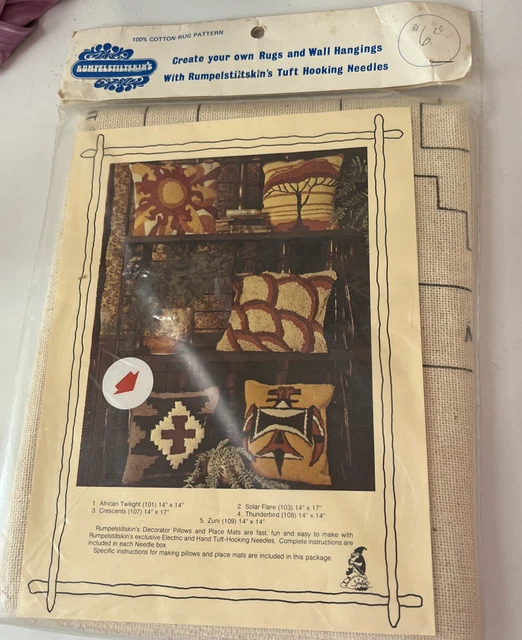 100% COTTON RUG PATTERN
RUMPELSTILTSKIN'S
Create your own Rugs and Wall Hangings
With Rumpelstiltskin's Tuft Hooking Needles
1. African Twilight (101) 14" x 14"
2. Solar Flare (103) 14" x 17"
3. Crescents (107) 14" x 17"
4. Thunderbird (108) 14" x 14"
5. Zuni (109) 14" x 14"
Rumpelstiltskin's Decorator Pillows and Place Mats are fast, fun and easy to make with
Rumpelstiltskin's exclusive Electric and Hand Tuft-Hooking Needles. Complete instructions are
included in each Needle box.
Specific instructions for making pillows and place mats are included in this package.